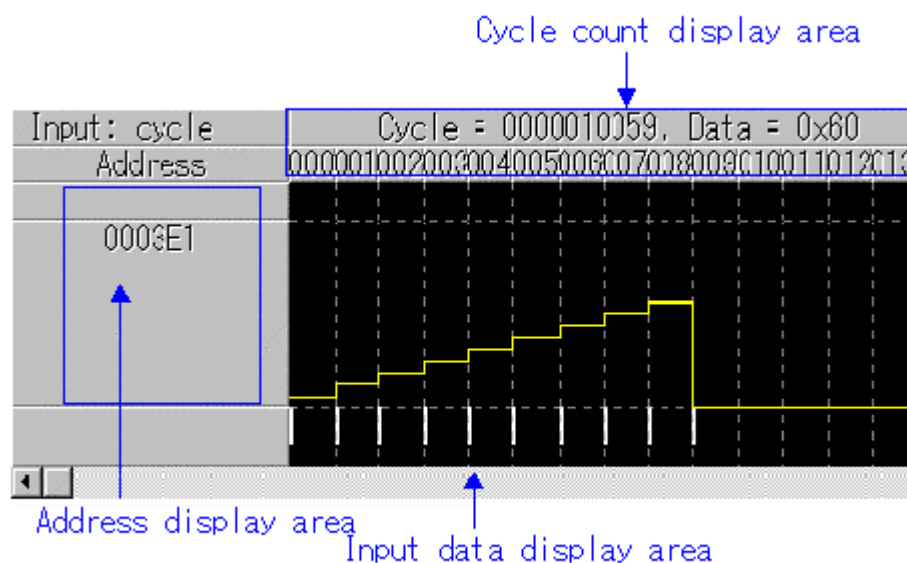 Cycle count display area
Input: cycle
Cycle = 0000010059, Data = 0x60
Address
0000001002003004005006007008009010011012013
0003E1
Address display area
Input data display area